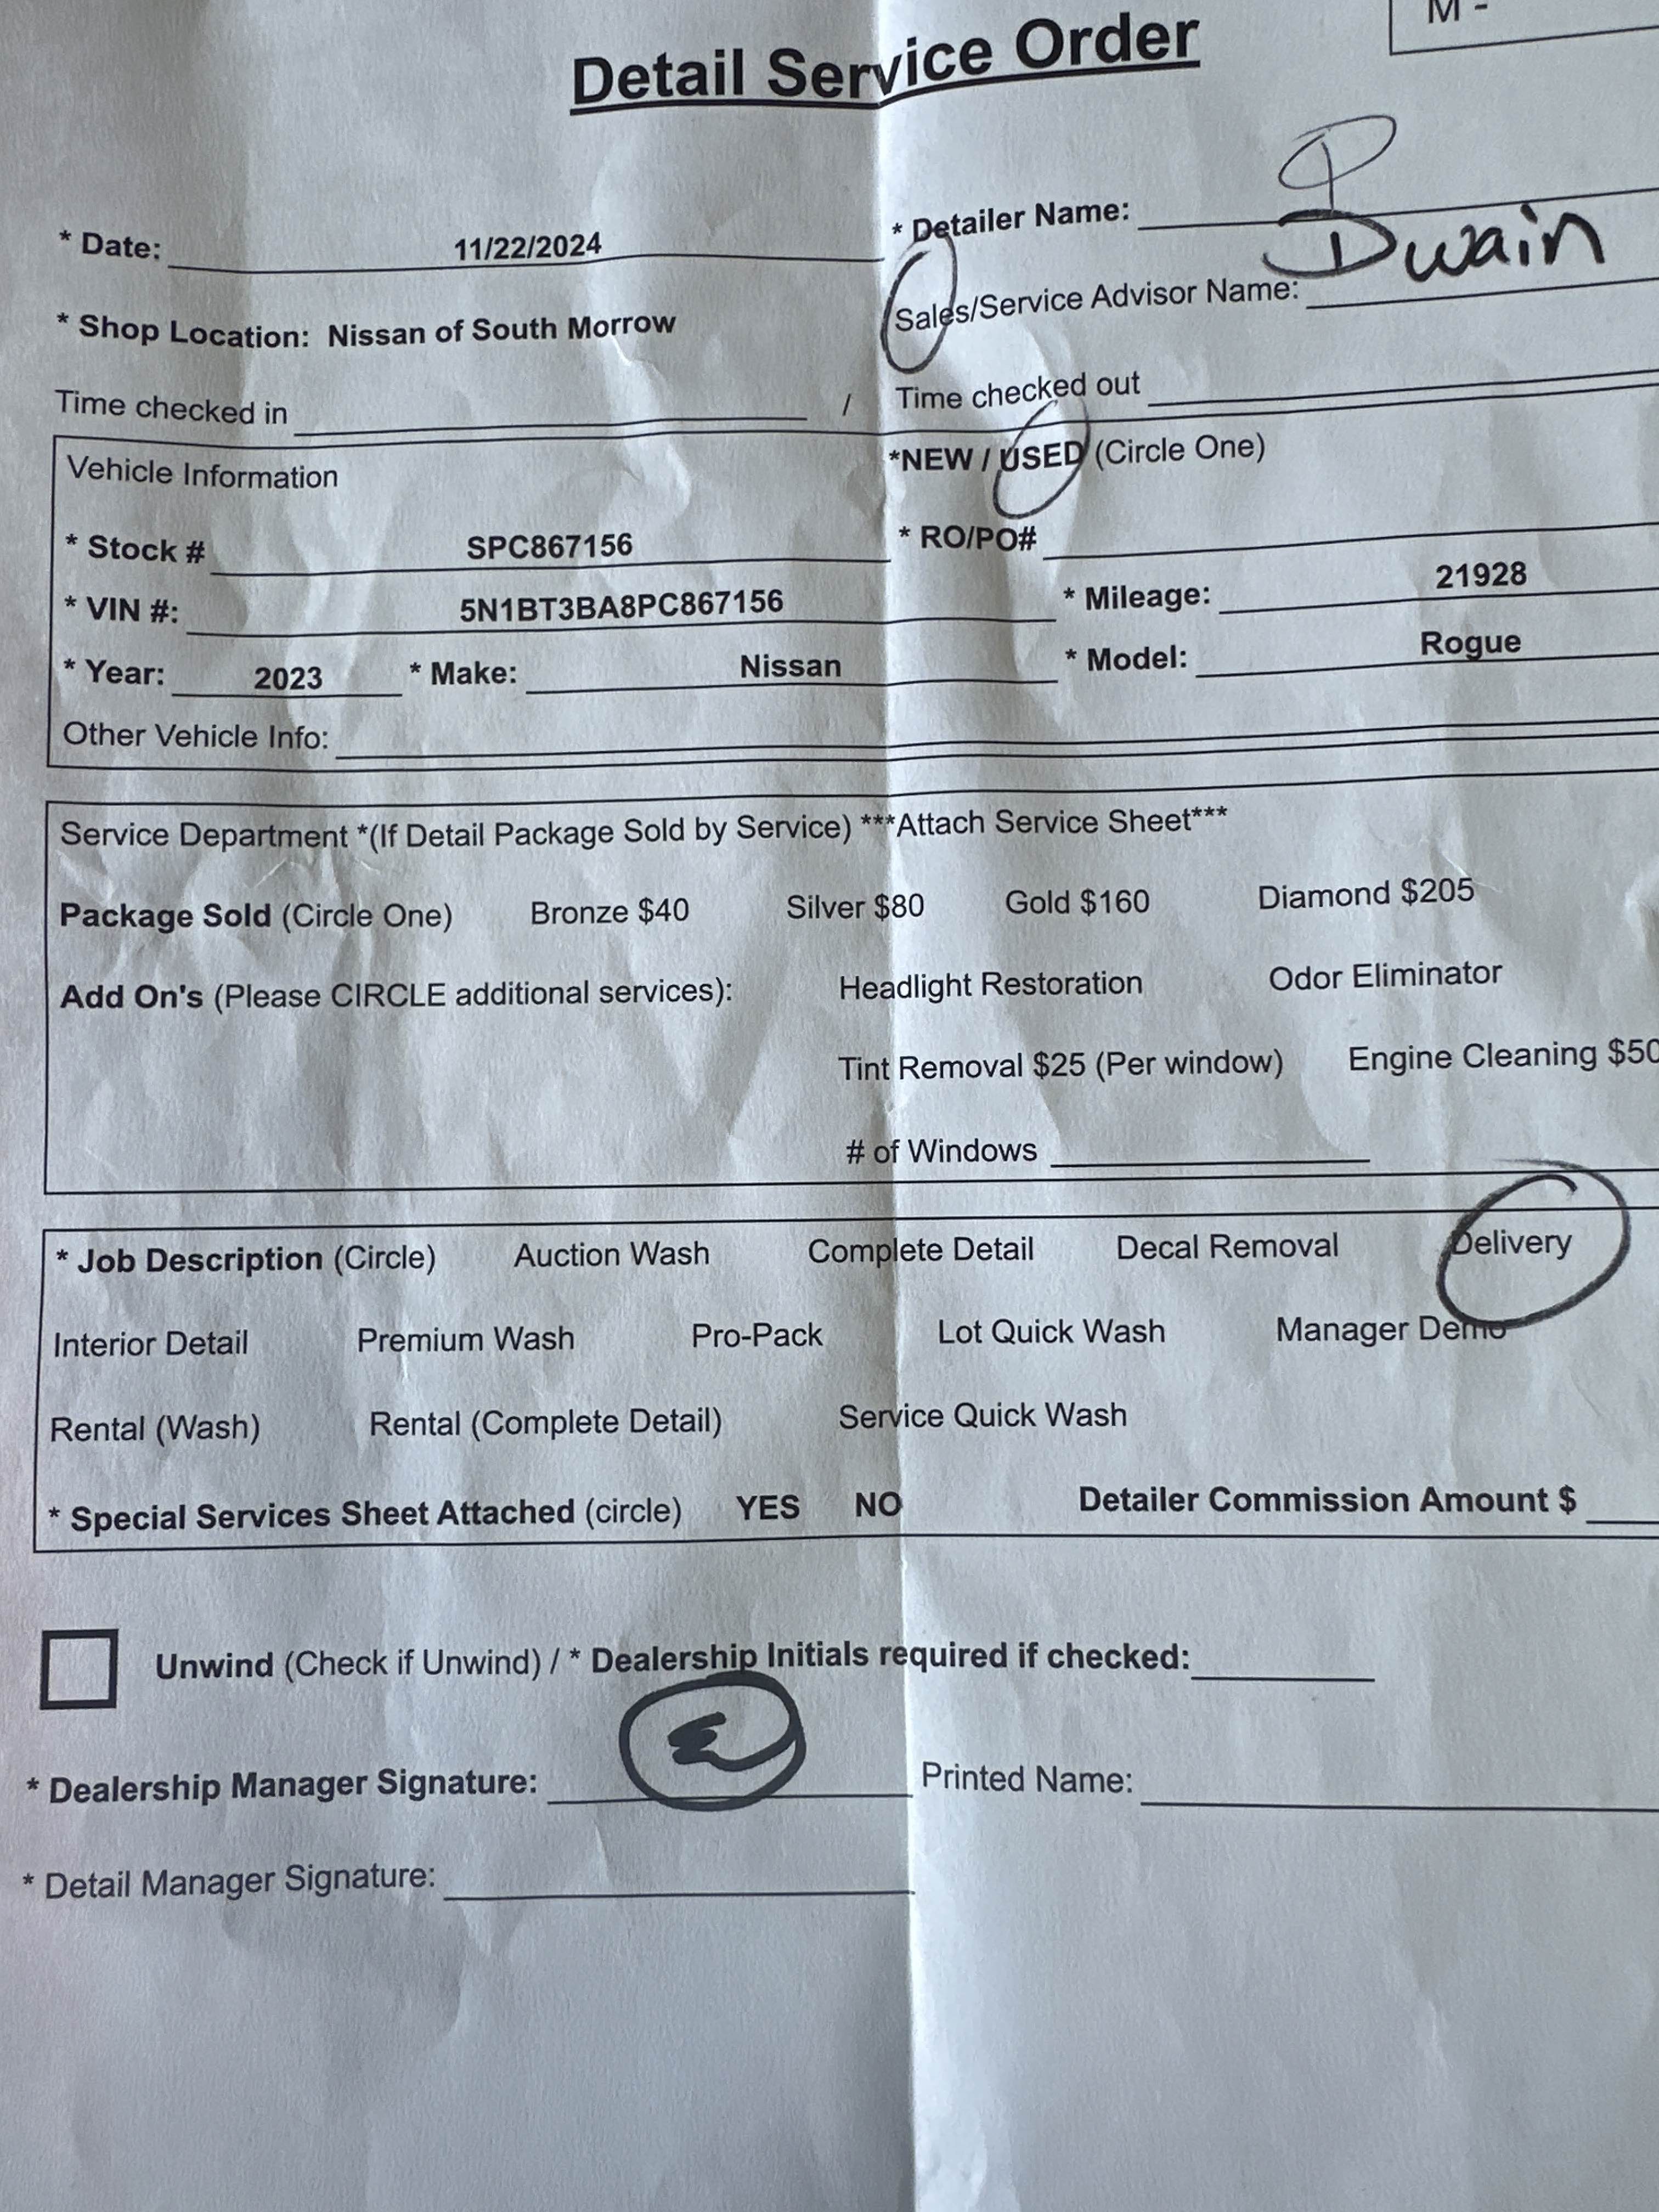 M -
Detail Service Order
* Date: 11/22/2024 * Detailer Name:
Dwain
* Shop Location: Nissan of South Morrow Sales/Service Advisor Name:
Time checked in / Time checked out
Vehicle Information *NEW / USED (Circle One)
* Stock # SPC867156 * RO/PO#
* VIN #: 5N1BT3BA8PC867156 * Mileage: 21928
* Year: 2023 * Make: Nissan * Model: Rogue
Other Vehicle Info:
Service Department *(If Detail Package Sold by Service) ***Attach Service Sheet***
Package Sold (Circle One) Bronze $40 Silver $80 Gold $160 Diamond $205
Add On's (Please CIRCLE additional services): Headlight Restoration Odor Eliminator
Tint Removal $25 (Per window) Engine Cleaning $50
# of Windows
* Job Description (Circle) Auction Wash Complete Detail Decal Removal Delivery
Interior Detail Premium Wash Pro-Pack Lot Quick Wash Manager Demo
Rental (Wash) Rental (Complete Detail) Service Quick Wash
* Special Services Sheet Attached (circle) YES NO Detailer Commission Amount $
Unwind (Check if Unwind) / * Dealership Initials required if checked:
* Dealership Manager Signature: Printed Name:
* Detail Manager Signature: